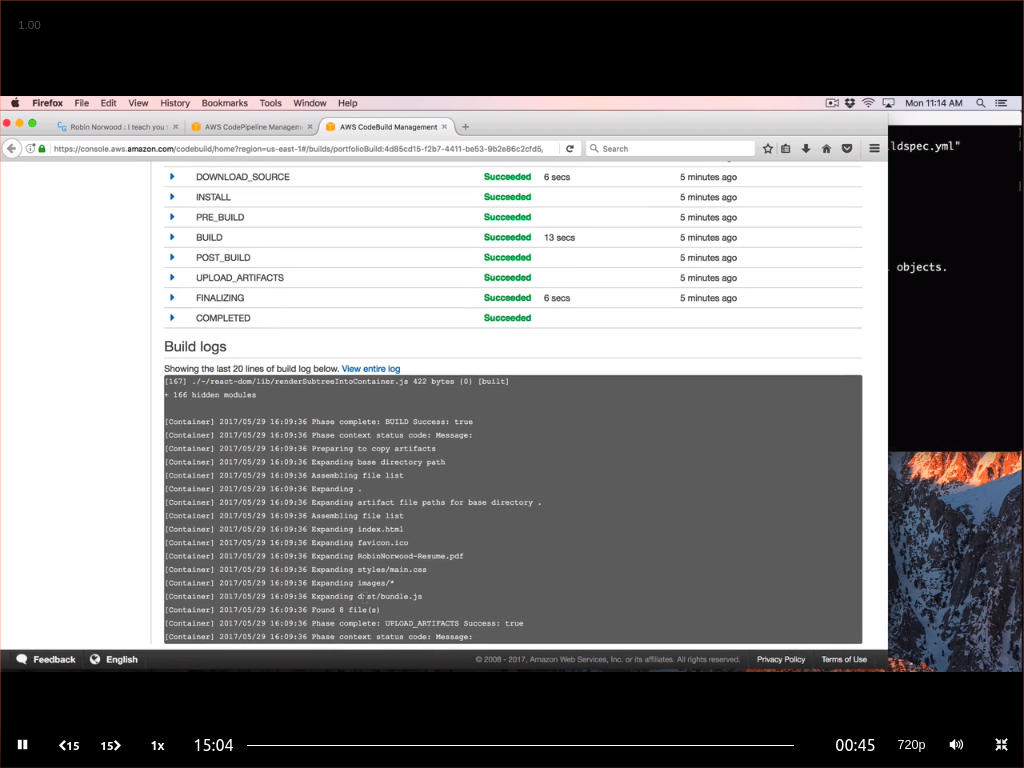 1.00
Firefox File Edit View History Bookmarks Tools Window Help Mon 11:14 AM
Robin Norwood : I teach you AWS CodePipeline Managem AWS CodeBuild Management
https://console.aws.amazon.com/codebuild/home?region=us-east-1#/builds/portfolioBuild:4d85cd15-f2b7-4411-be53-9b2e86c2cfd5, Search
ldspec.yml"
DOWNLOAD_SOURCE Succeeded 6 secs 5 minutes ago
INSTALL Succeeded 5 minutes ago
PRE_BUILD Succeeded 5 minutes ago
BUILD Succeeded 13 secs 5 minutes ago
POST_BUILD Succeeded 5 minutes ago
objects.
UPLOAD_ARTIFACTS Succeeded 5 minutes ago
FINALIZING Succeeded 6 secs 5 minutes ago
COMPLETED Succeeded
Build logs
Showing the last 20 lines of build log below. View entire log
[167] ./~/react-dom/lib/renderSubtreeIntoContainer.js 422 bytes {0} [built]
+ 166 hidden modules
[Container] 2017/05/29 16:09:36 Phase complete: BUILD Success: true
[Container] 2017/05/29 16:09:36 Phase context status code: Message:
[Container] 2017/05/29 16:09:36 Preparing to copy artifacts
[Container] 2017/05/29 16:09:36 Expanding base directory path
[Container] 2017/05/29 16:09:36 Assembling file list
[Container] 2017/05/29 16:09:36 Expanding .
[Container] 2017/05/29 16:09:36 Expanding artifact file paths for base directory .
[Container] 2017/05/29 16:09:36 Assembling file list
[Container] 2017/05/29 16:09:36 Expanding index.html
[Container] 2017/05/29 16:09:36 Expanding favicon.ico
[Container] 2017/05/29 16:09:36 Expanding RobinNorwood-Resume.pdf
[Container] 2017/05/29 16:09:36 Expanding styles/main.css
[Container] 2017/05/29 16:09:36 Expanding images/*
[Container] 2017/05/29 16:09:36 Expanding dist/bundle.js
[Container] 2017/05/29 16:09:36 Found 8 file(s)
[Container] 2017/05/29 16:09:36 Phase complete: UPLOAD_ARTIFACTS Success: true
[Container] 2017/05/29 16:09:36 Phase context status code: Message:
Feedback English © 2008 - 2017, Amazon Web Services, Inc. or its affiliates. All rights reserved. Privacy Policy Terms of Use
15 15 1x 15:04 00:45 720p